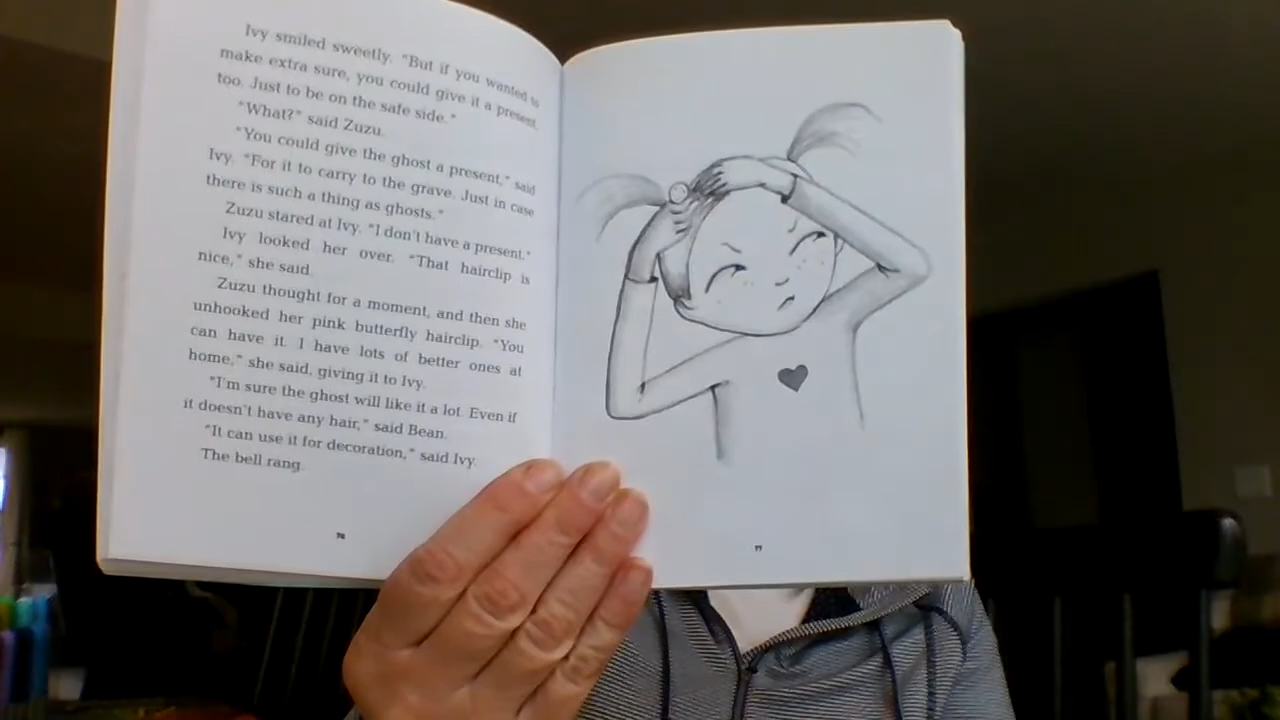 Ivy smiled sweetly. "But if you wanted to
make extra sure, you could give it a present,
too. Just to be on the safe side."
"What?" said Zuzu.
"You could give the ghost a present," said
Ivy. "For it to carry to the grave. Just in case
there is such a thing as ghosts."
Zuzu stared at Ivy. "I don't have a present."
Ivy looked her over. "That hairclip is
nice," she said.
Zuzu thought for a moment, and then she
unhooked her pink butterfly hairclip. "You
can have it. I have lots of better ones at
home," she said, giving it to Ivy.
"I'm sure the ghost will like it a lot. Even if
it doesn't have any hair," said Bean.
"It can use it for decoration," said Ivy.
The bell rang.